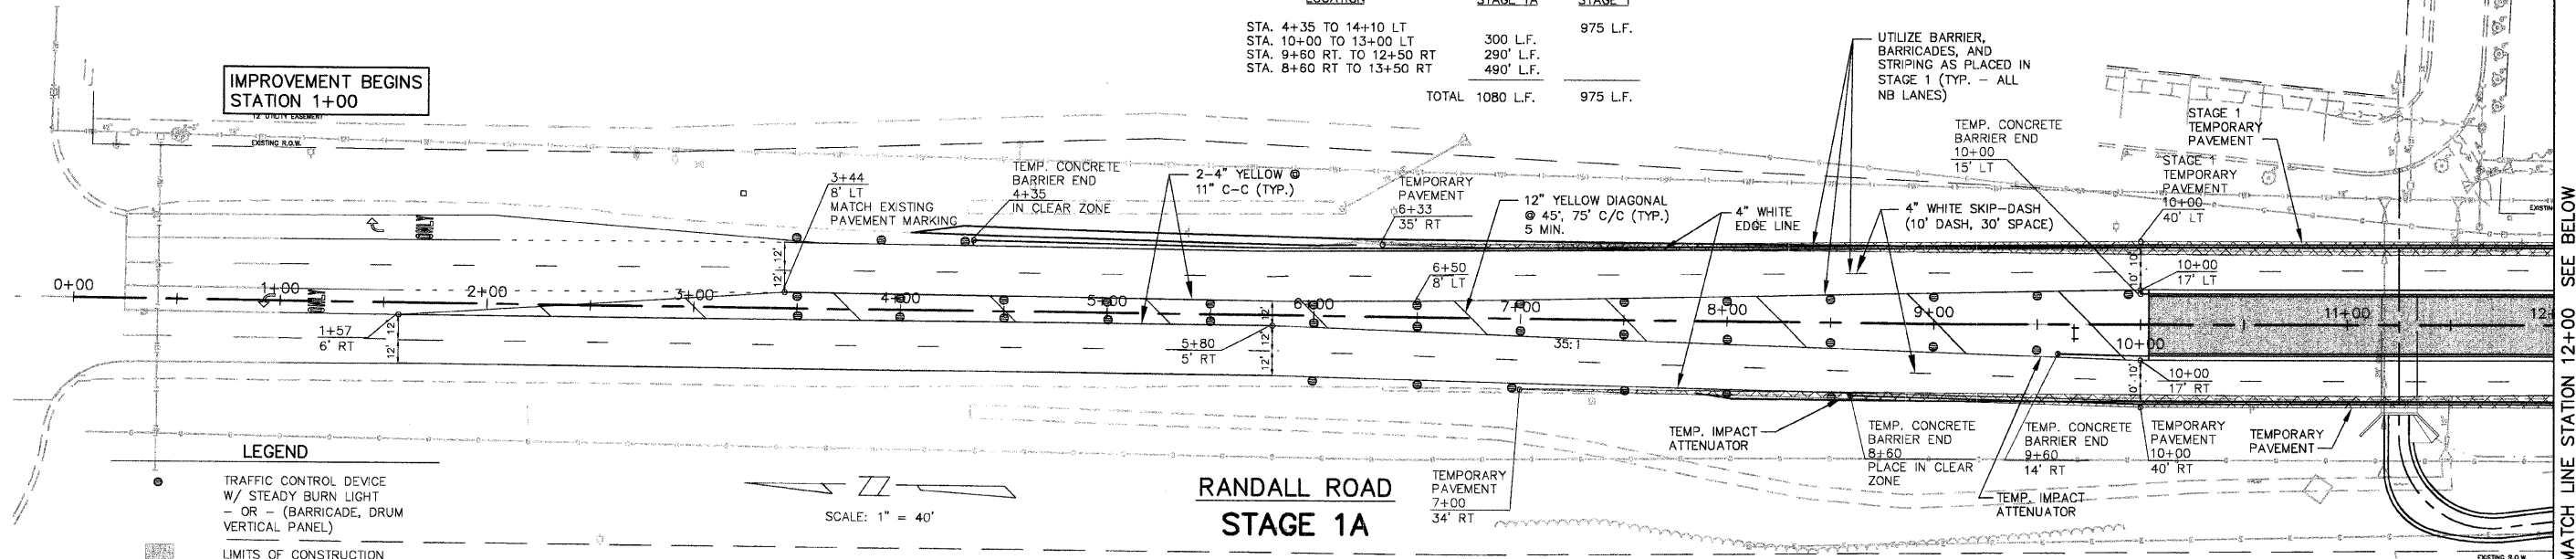 LOCATION STAGE 1A STAGE 1
STA. 4+35 TO 14+10 LT 975 L.F.
STA. 10+00 TO 13+00 LT 300 L.F.
STA. 9+60 RT. TO 12+50 RT 290' L.F.
STA. 8+60 RT TO 13+50 RT 490' L.F.
TOTAL 1080 L.F. 975 L.F.
IMPROVEMENT BEGINS
STATION 1+00
12' UTILITY EASEMENT
EXISTING R.O.W.
UTILIZE BARRIER,
BARRICADES, AND
STRIPING AS PLACED IN
STAGE 1 (TYP. - ALL
NB LANES)
TEMP. CONCRETE
BARRIER END
10+00
15' LT
STAGE 1
TEMPORARY
PAVEMENT
STAGE 1
TEMPORARY
PAVEMENT
10+00
40' LT
3+44
8' LT
MATCH EXISTING
PAVEMENT MARKING
TEMP. CONCRETE
BARRIER END
4+35
IN CLEAR ZONE
2-4" YELLOW @
11" C-C (TYP.)
TEMPORARY
PAVEMENT
6+33
35' RT
12" YELLOW DIAGONAL
@ 45', 75' C/C (TYP.)
5 MIN.
4" WHITE
EDGE LINE
4" WHITE SKIP-DASH
(10' DASH, 30' SPACE)
ONLY
ONLY
12' 12'
6+50
8' LT
10' 10'
10+00
17' LT
0+00 1+00 2+00 3+00 4+00 5+00 6+00 7+00 8+00 9+00 10+00 11+00 12+
1+57
6' RT
12' 12'
5+80
5' RT
12' 12'
35:1
10' 10'
10+00
17' RT
TEMP. IMPACT
ATTENUATOR
TEMP. CONCRETE
BARRIER END
8+60
PLACE IN CLEAR
ZONE
TEMP. CONCRETE
BARRIER END
9+60
14' RT
TEMPORARY
PAVEMENT
10+00
40' RT
TEMPORARY
PAVEMENT
TEMP. IMPACT
ATTENUATOR
TEMPORARY
PAVEMENT
7+00
34' RT
LEGEND
TRAFFIC CONTROL DEVICE
W/ STEADY BURN LIGHT
- OR - (BARRICADE, DRUM
VERTICAL PANEL)
LIMITS OF CONSTRUCTION
SCALE: 1" = 40'
RANDALL ROAD
STAGE 1A
EXISTING R.O.W.
ATCH LINE STATION 12+00 SEE BELOW